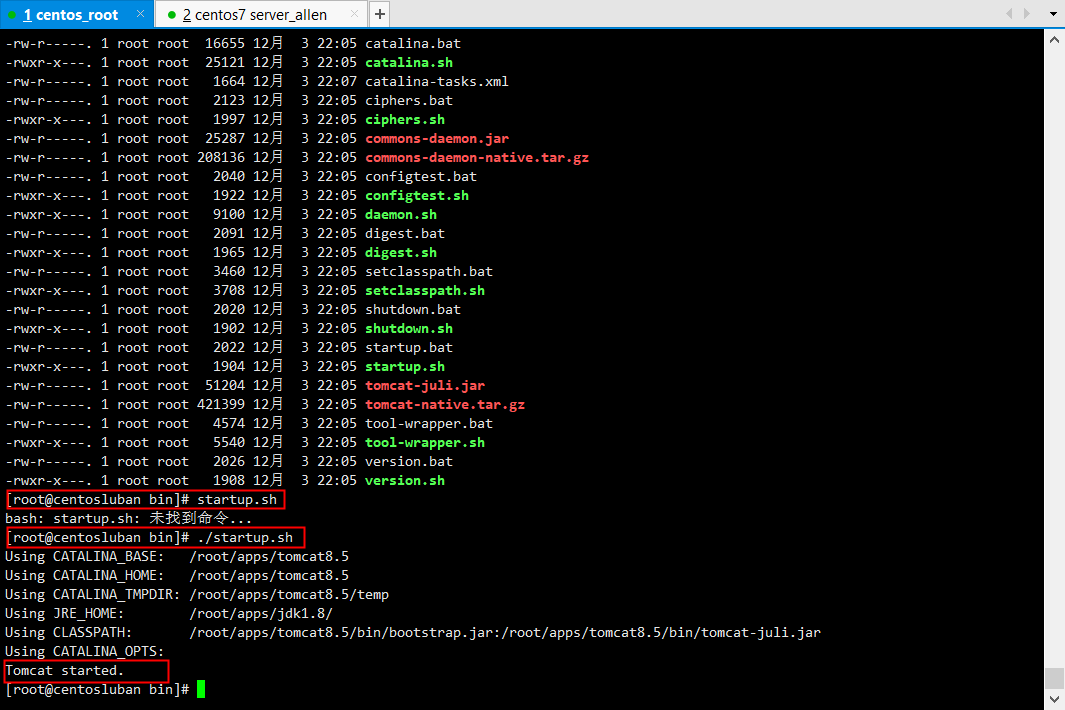 1 centos_root × 2 centos7 server_allen × +
-rw-r-----. 1 root root  16655 12月  3 22:05 catalina.bat
-rwxr-x---. 1 root root  25121 12月  3 22:05 catalina.sh
-rw-r-----. 1 root root   1664 12月  3 22:07 catalina-tasks.xml
-rw-r-----. 1 root root   2123 12月  3 22:05 ciphers.bat
-rwxr-x---. 1 root root   1997 12月  3 22:05 ciphers.sh
-rw-r-----. 1 root root  25287 12月  3 22:05 commons-daemon.jar
-rw-r-----. 1 root root 208136 12月  3 22:05 commons-daemon-native.tar.gz
-rw-r-----. 1 root root   2040 12月  3 22:05 configtest.bat
-rwxr-x---. 1 root root   1922 12月  3 22:05 configtest.sh
-rwxr-x---. 1 root root   9100 12月  3 22:05 daemon.sh
-rw-r-----. 1 root root   2091 12月  3 22:05 digest.bat
-rwxr-x---. 1 root root   1965 12月  3 22:05 digest.sh
-rw-r-----. 1 root root   3460 12月  3 22:05 setclasspath.bat
-rwxr-x---. 1 root root   3708 12月  3 22:05 setclasspath.sh
-rw-r-----. 1 root root   2020 12月  3 22:05 shutdown.bat
-rwxr-x---. 1 root root   1902 12月  3 22:05 shutdown.sh
-rw-r-----. 1 root root   2022 12月  3 22:05 startup.bat
-rwxr-x---. 1 root root   1904 12月  3 22:05 startup.sh
-rw-r-----. 1 root root  51204 12月  3 22:05 tomcat-juli.jar
-rw-r-----. 1 root root 421399 12月  3 22:05 tomcat-native.tar.gz
-rw-r-----. 1 root root   4574 12月  3 22:05 tool-wrapper.bat
-rwxr-x---. 1 root root   5540 12月  3 22:05 tool-wrapper.sh
-rw-r-----. 1 root root   2026 12月  3 22:05 version.bat
-rwxr-x---. 1 root root   1908 12月  3 22:05 version.sh
[root@centosluban bin]# startup.sh
bash: startup.sh: 未找到命令...
[root@centosluban bin]# ./startup.sh
Using CATALINA_BASE:   /root/apps/tomcat8.5
Using CATALINA_HOME:   /root/apps/tomcat8.5
Using CATALINA_TMPDIR: /root/apps/tomcat8.5/temp
Using JRE_HOME:        /root/apps/jdk1.8/
Using CLASSPATH:       /root/apps/tomcat8.5/bin/bootstrap.jar:/root/apps/tomcat8.5/bin/tomcat-juli.jar
Using CATALINA_OPTS:
Tomcat started.
[root@centosluban bin]#